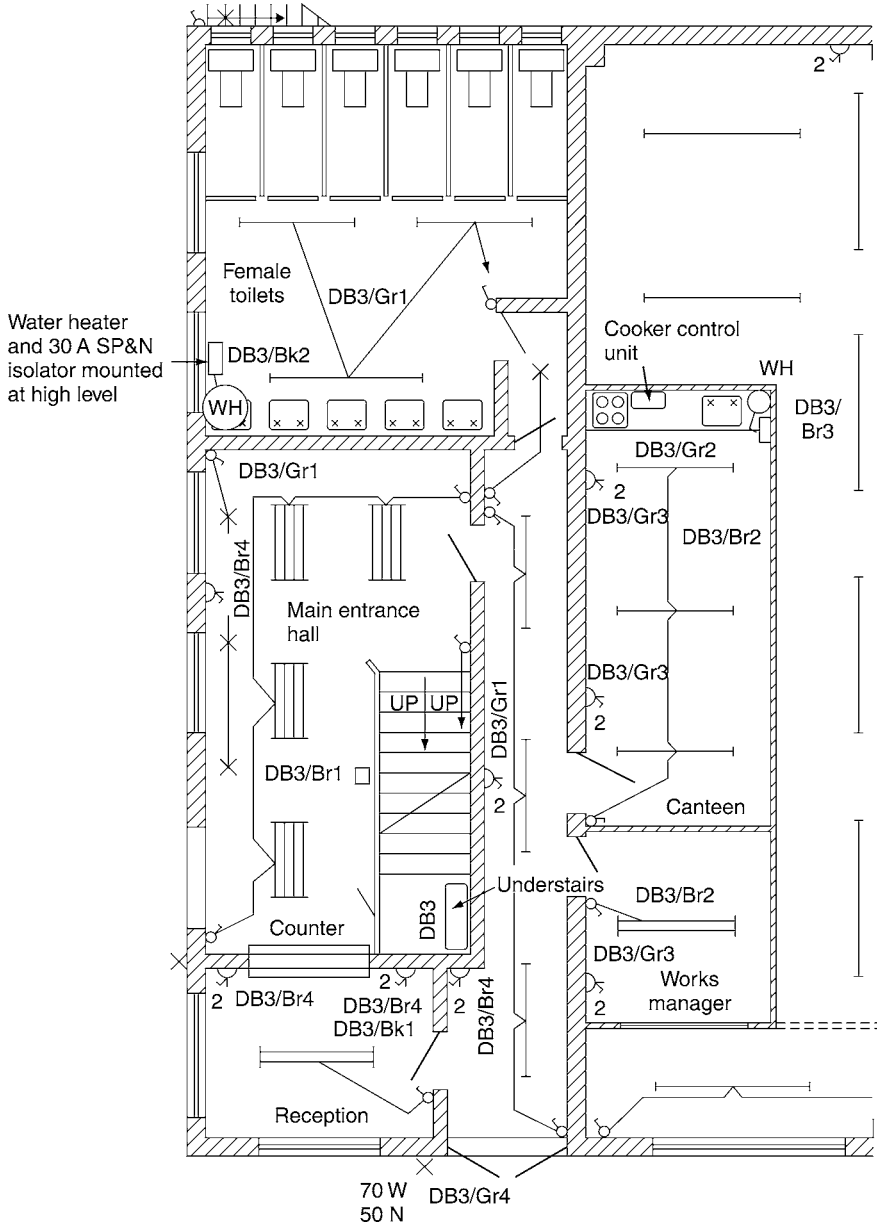 2
Female
toilets
DB3/Gr1
Water heater
and 30 A SP&N
isolator mounted
at high level
DB3/Bk2
WH
Cooker control
unit
WH
DB3/
Br3
DB3/Gr2
DB3/Gr1
2
DB3/Gr3
DB3/Br2
DB3/Br4
Main entrance
hall
UP UP
DB3/Gr1
DB3/Gr3
2
DB3/Br1
2
Canteen
Understairs
DB3
DB3/Br2
Counter
DB3/Gr3
Works
manager
2
2
DB3/Br4
2
DB3/Br4
DB3/Bk1
2
DB3/Br4
Reception
70 W
50 N
DB3/Gr4